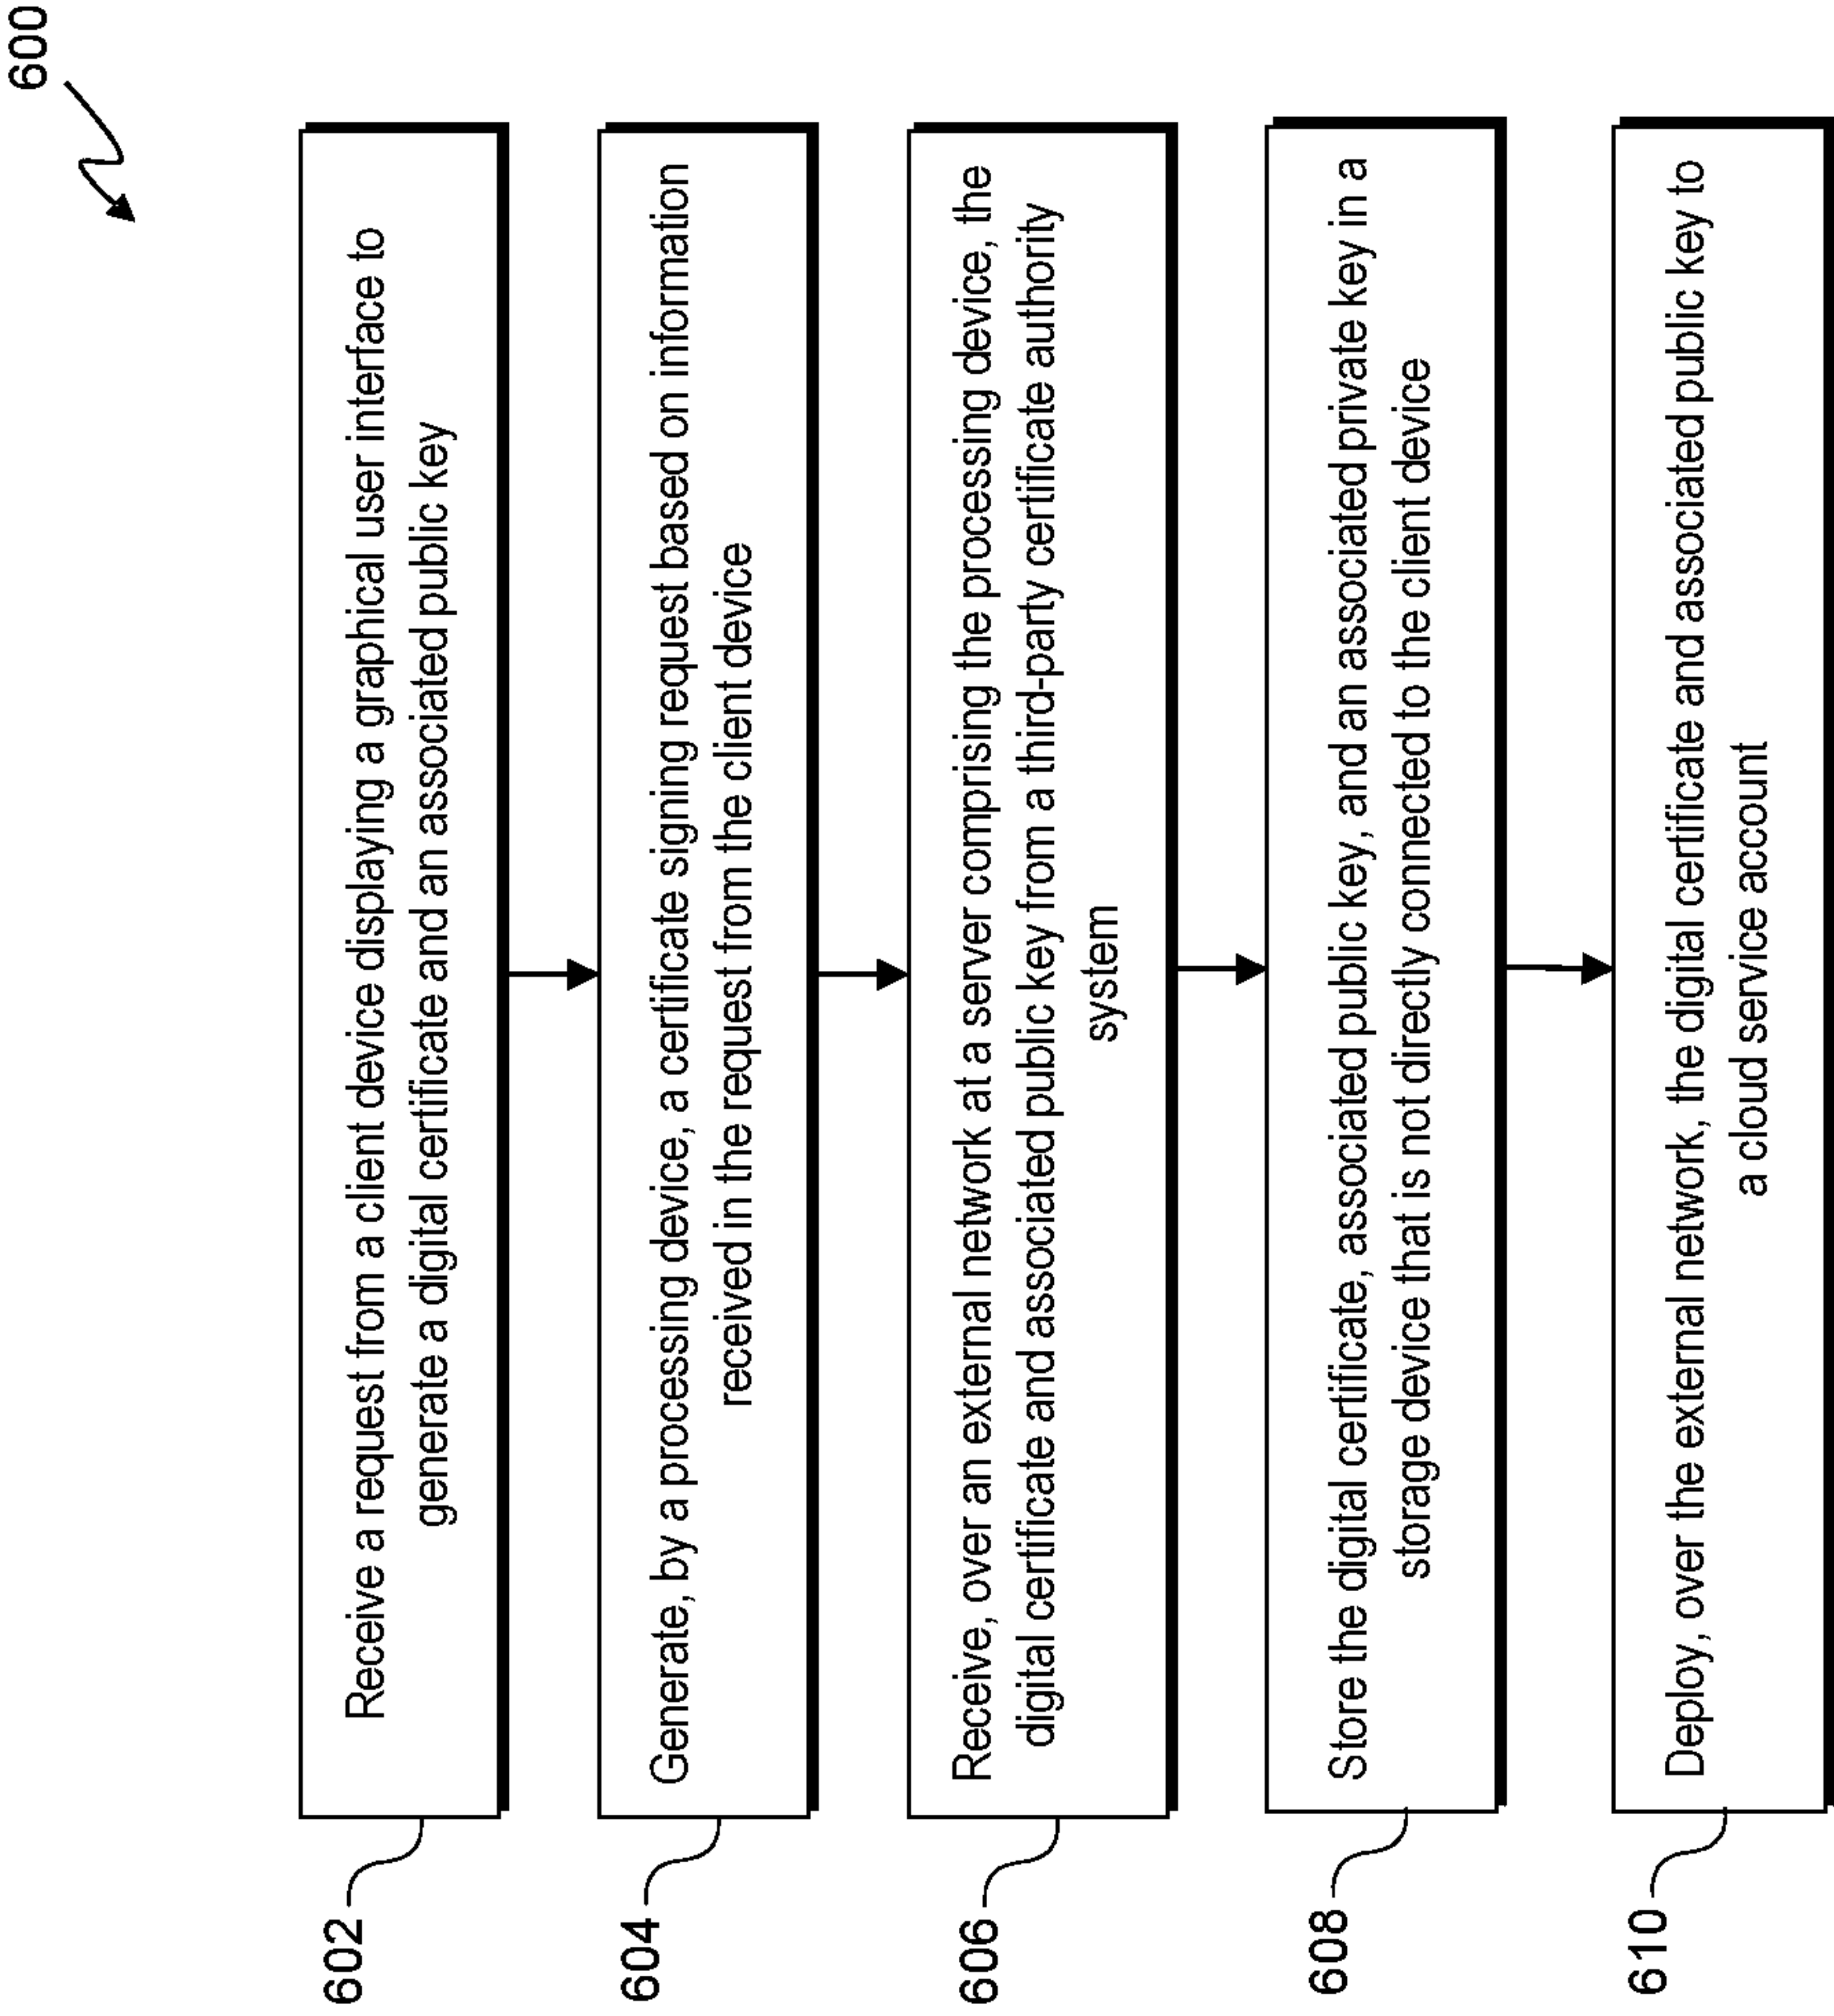 600
602
Receive a request from a client device displaying a graphical user interface to
generate a digital certificate and an associated public key
604
Generate, by a processing device, a certificate signing request based on information
received in the request from the client device
606
Receive, over an external network at a server comprising the processing device, the
digital certificate and associated public key from a third-party certificate authority
system
608
Store the digital certificate, associated public key, and an associated private key in a
storage device that is not directly connected to the client device
610
Deploy, over the external network, the digital certificate and associated public key to
a cloud service account